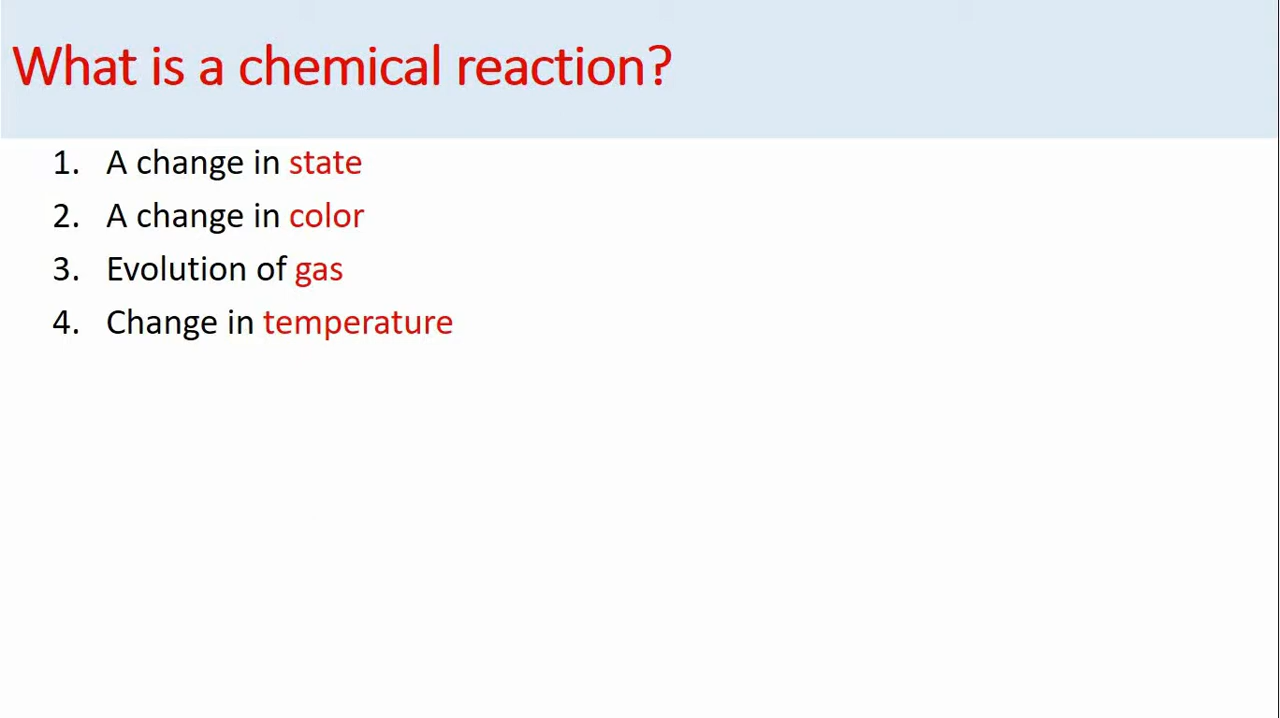 What is a chemical reaction?
1. A change in state
2. A change in color
3. Evolution of gas
4. Change in temperature